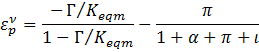 ε_p^ν = (−Γ/K_eqm)/(1 − Γ/K_eqm) − π/(1 + α + π + ι)